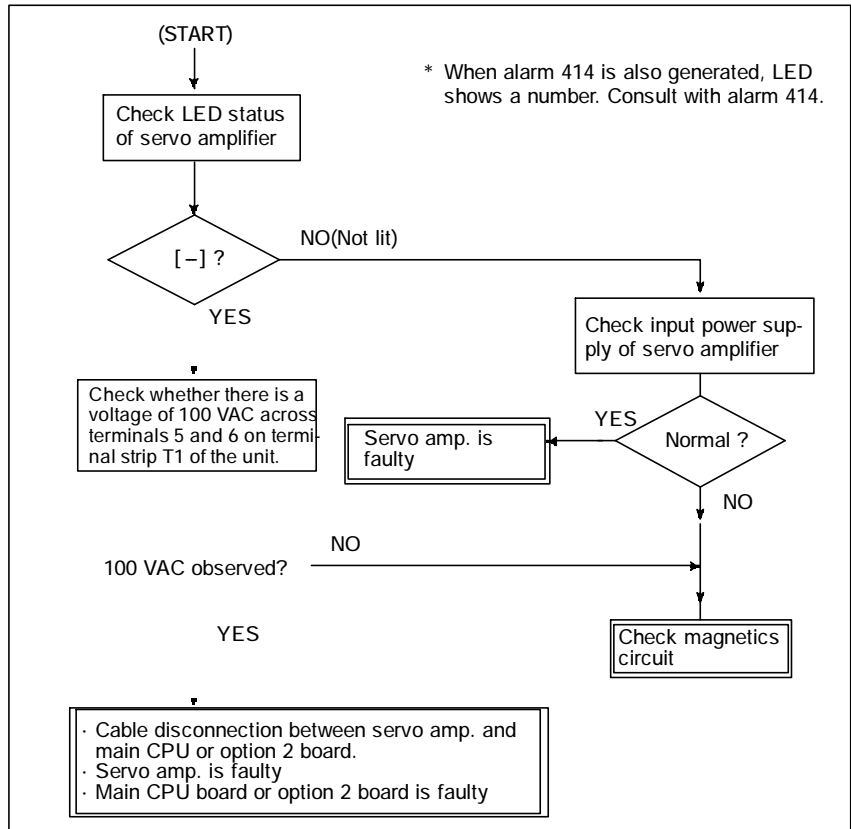 (START)
* When alarm 414 is also generated, LED
shows a number. Consult with alarm 414.
Check LED status
of servo amplifier
[–] ?
NO(Not lit)
YES
Check input power sup-
ply of servo amplifier
Check whether there is a
voltage of 100 VAC across
terminals 5 and 6 on termi-
nal strip T1 of the unit.
YES
Servo amp. is
faulty
Normal ?
NO
NO
100 VAC observed?
YES
Check magnetics
circuit
· Cable disconnection between servo amp. and
main CPU or option 2 board.
· Servo amp. is faulty
· Main CPU board or option 2 board is faulty